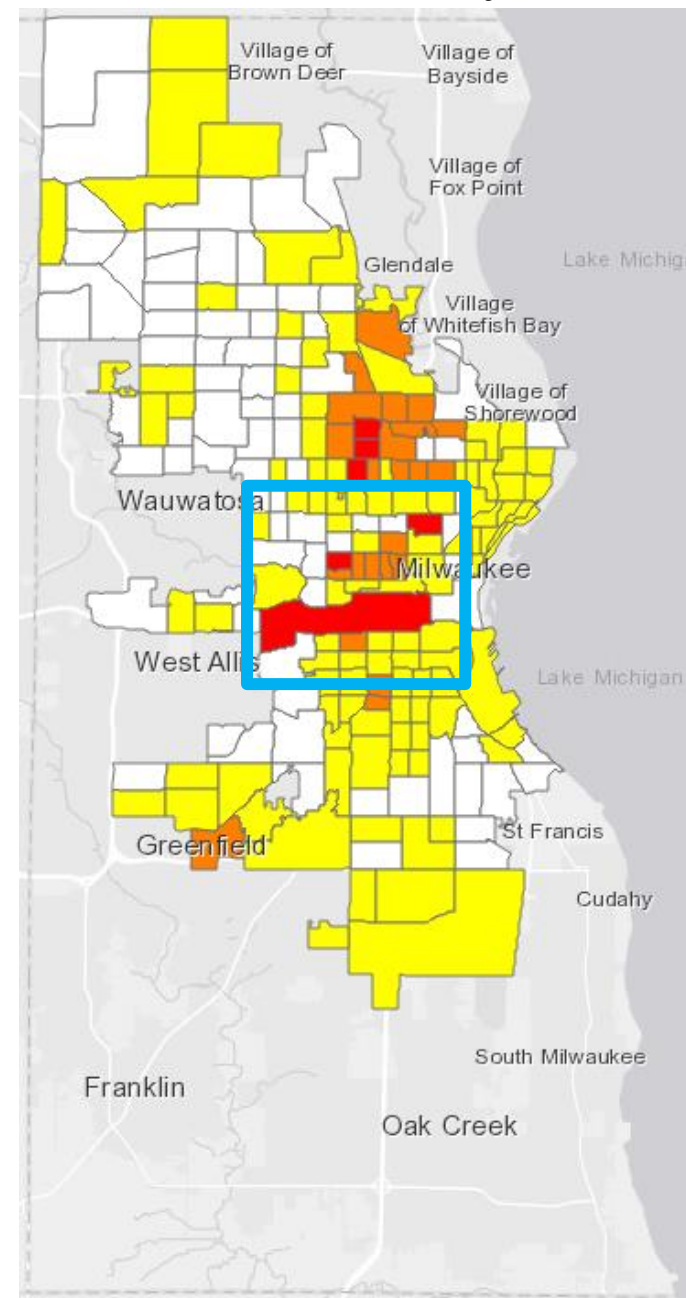 Village of
Brown Deer
Village of
Bayside
Village of
Fox Point
Lake Michig
Glendale
Village
of Whitefish Bay
Village of
Shorewood
Wauwatosa
Milwaukee
West Allis
Lake Michigan
St Francis
Greenfield
Cudahy
South Milwaukee
Franklin
Oak Creek